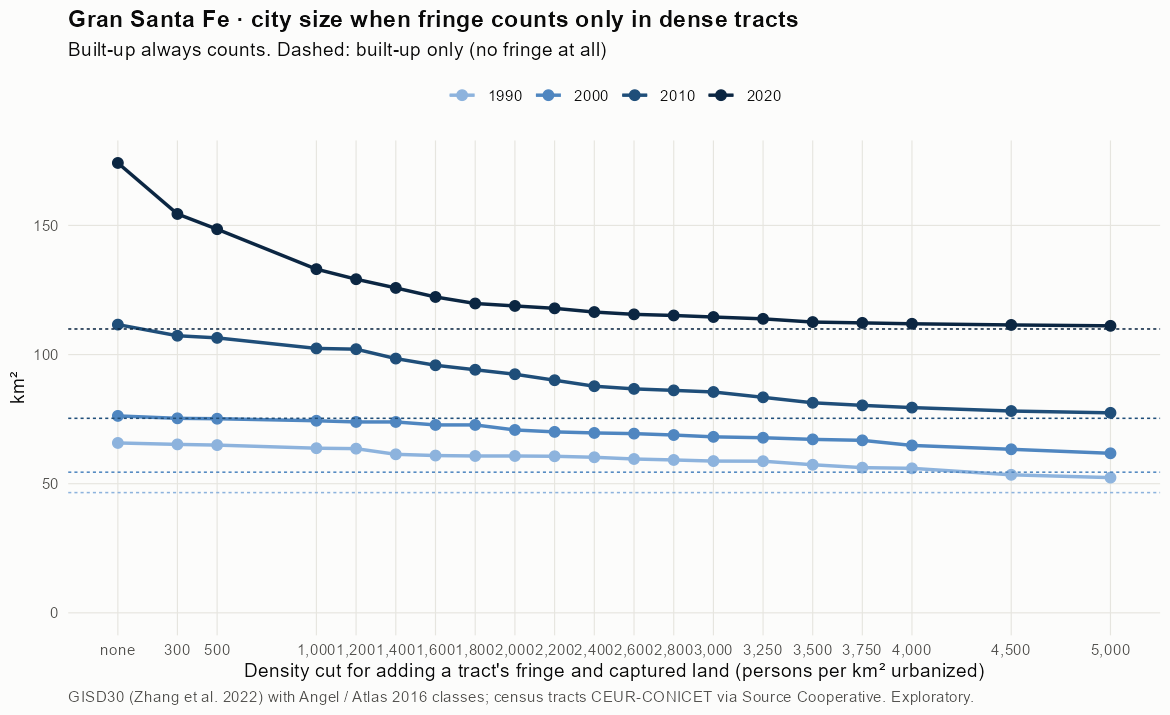 Gran Santa Fe · city size when fringe counts only in dense tracts
Built-up always counts. Dashed: built-up only (no fringe at all)
1990 2000 2010 2020
150
100
50
0
km²
none 300 500 1,000 1,200 1,400 1,600 1,800 2,000 2,200 2,400 2,600 2,800 3,000 3,250 3,500 3,750 4,000 4,500 5,000
Density cut for adding a tract's fringe and captured land (persons per km² urbanized)
GISD30 (Zhang et al. 2022) with Angel / Atlas 2016 classes; census tracts CEUR-CONICET via Source Cooperative. Exploratory.